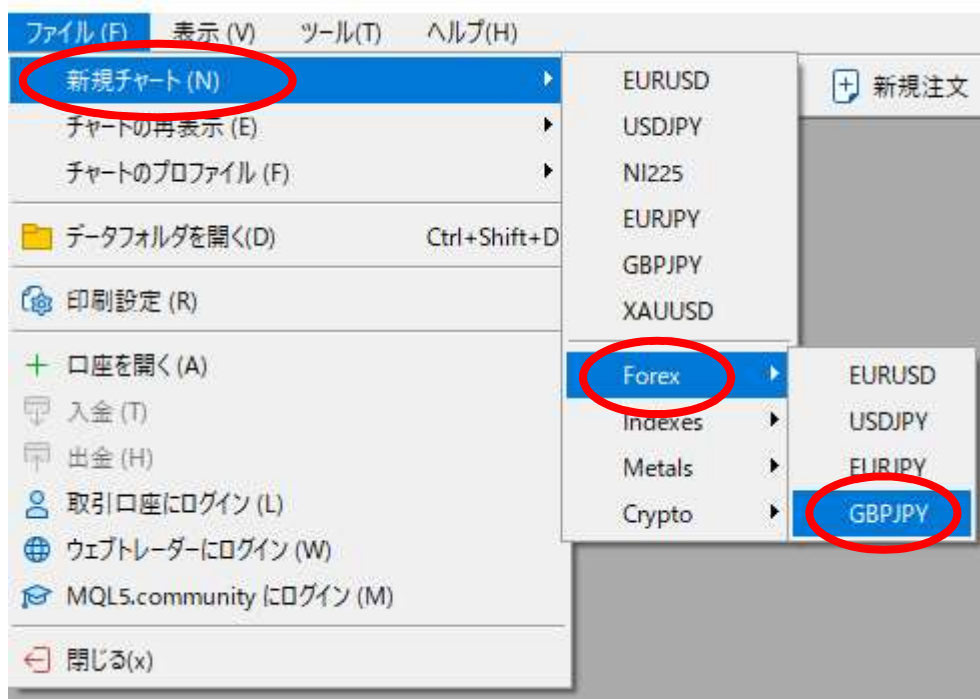 ファイル (F) 表示 (V) ツール(T) ヘルプ(H)
新規チャート (N)
チャートの再表示 (E)
チャートのプロファイル (F)
データフォルダを開く(D) Ctrl+Shift+D
印刷設定 (R)
口座を開く (A)
入金 (T)
出金 (H)
取引口座にログイン (L)
ウェブトレーダーにログイン (W)
MQL5.community にログイン (M)
閉じる(x)
EURUSD
USDJPY
NI225
EURJPY
GBPJPY
XAUUSD
Forex
Indexes
Metals
Crypto
EURUSD
USDJPY
EURJPY
GBPJPY
新規注文